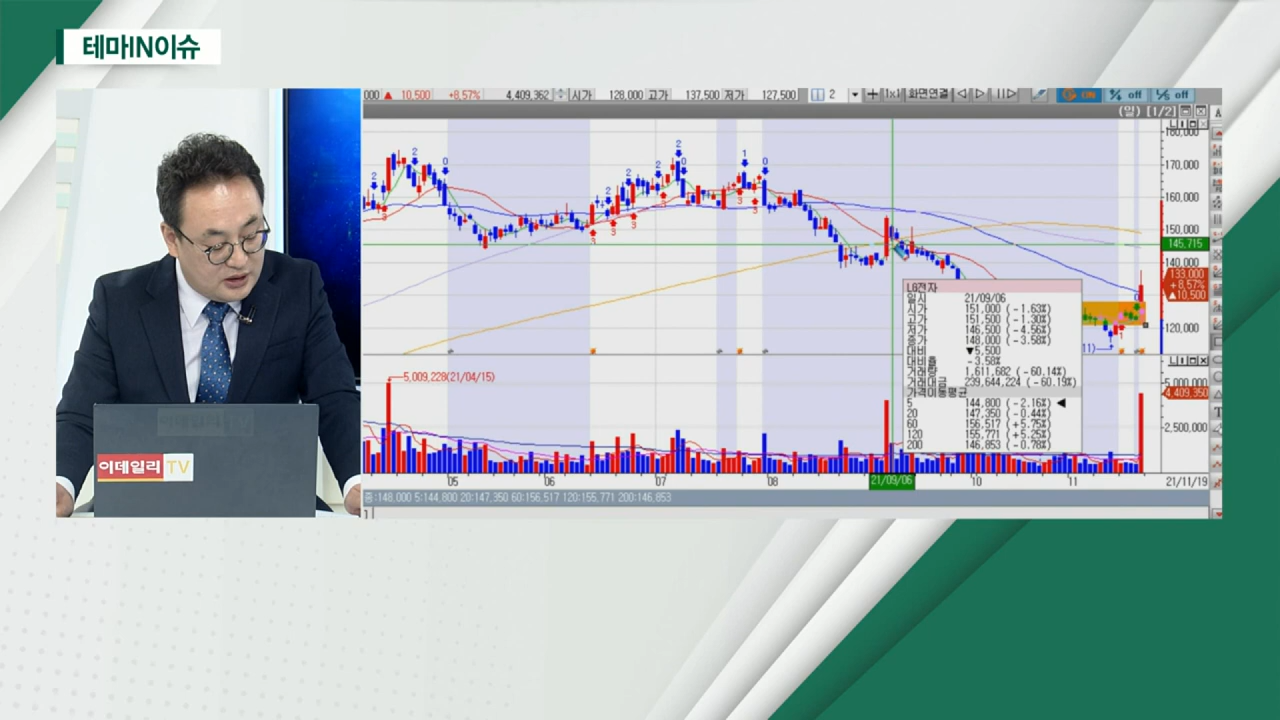 테마IN이슈
000 ▲ 10,500 +8,57% 4,409,362 시가 128,000 고가 137,500 저가 127,500 2 1x1 화면연결 off off
(일) [1/2]
180,000
170,000
160,000
150,000
145,715
140,000
133,000
+8,57%
▲10,500
120,000
LG전자
일시 21/09/06
시가 151,000 ( -1.63%)
고가 151,500 ( -1.30%)
저가 146,500 ( -4.56%)
종가 148,000 ( -3.58%)
대비 ▼5,500
대비율 -3.58%
거래량 1,611,682 ( -60.14%)
거래대금 239,644,224 ( -60.19%)
가격이동평균
5 144,800 ( -2.16%) ◀
20 147,350 ( -0.44%)
60 156,517 ( +5.75%)
120 155,771 ( +5.25%)
200 146,853 ( -0.78%)
5,009,228(21/04/15)
5,000,000
4,409,350
2,500,000
05 06 07 08 21/09/06 10 11 21/11/19
종:148,000 5:144,800 20:147,350 60:156,517 120:155,771 200:146,853
이데일리TV
이데일리TV